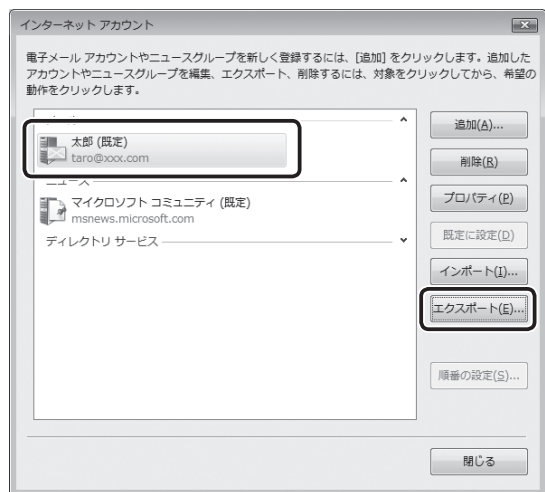 インターネット アカウント
電子メール アカウントやニュースグループを新しく登録するには、[追加] をクリックします。追加した
アカウントやニュースグループを編集、エクスポート、削除するには、対象をクリックしてから、希望の
動作をクリックします。
太郎 (既定)
taro@xxx.com
ニュース
マイクロソフト コミュニティ (既定)
msnews.microsoft.com
ディレクトリ サービス
追加(A)...
削除(R)
プロパティ(P)
既定に設定(D)
インポート(I)...
エクスポート(E)...
順番の設定(S)...
閉じる